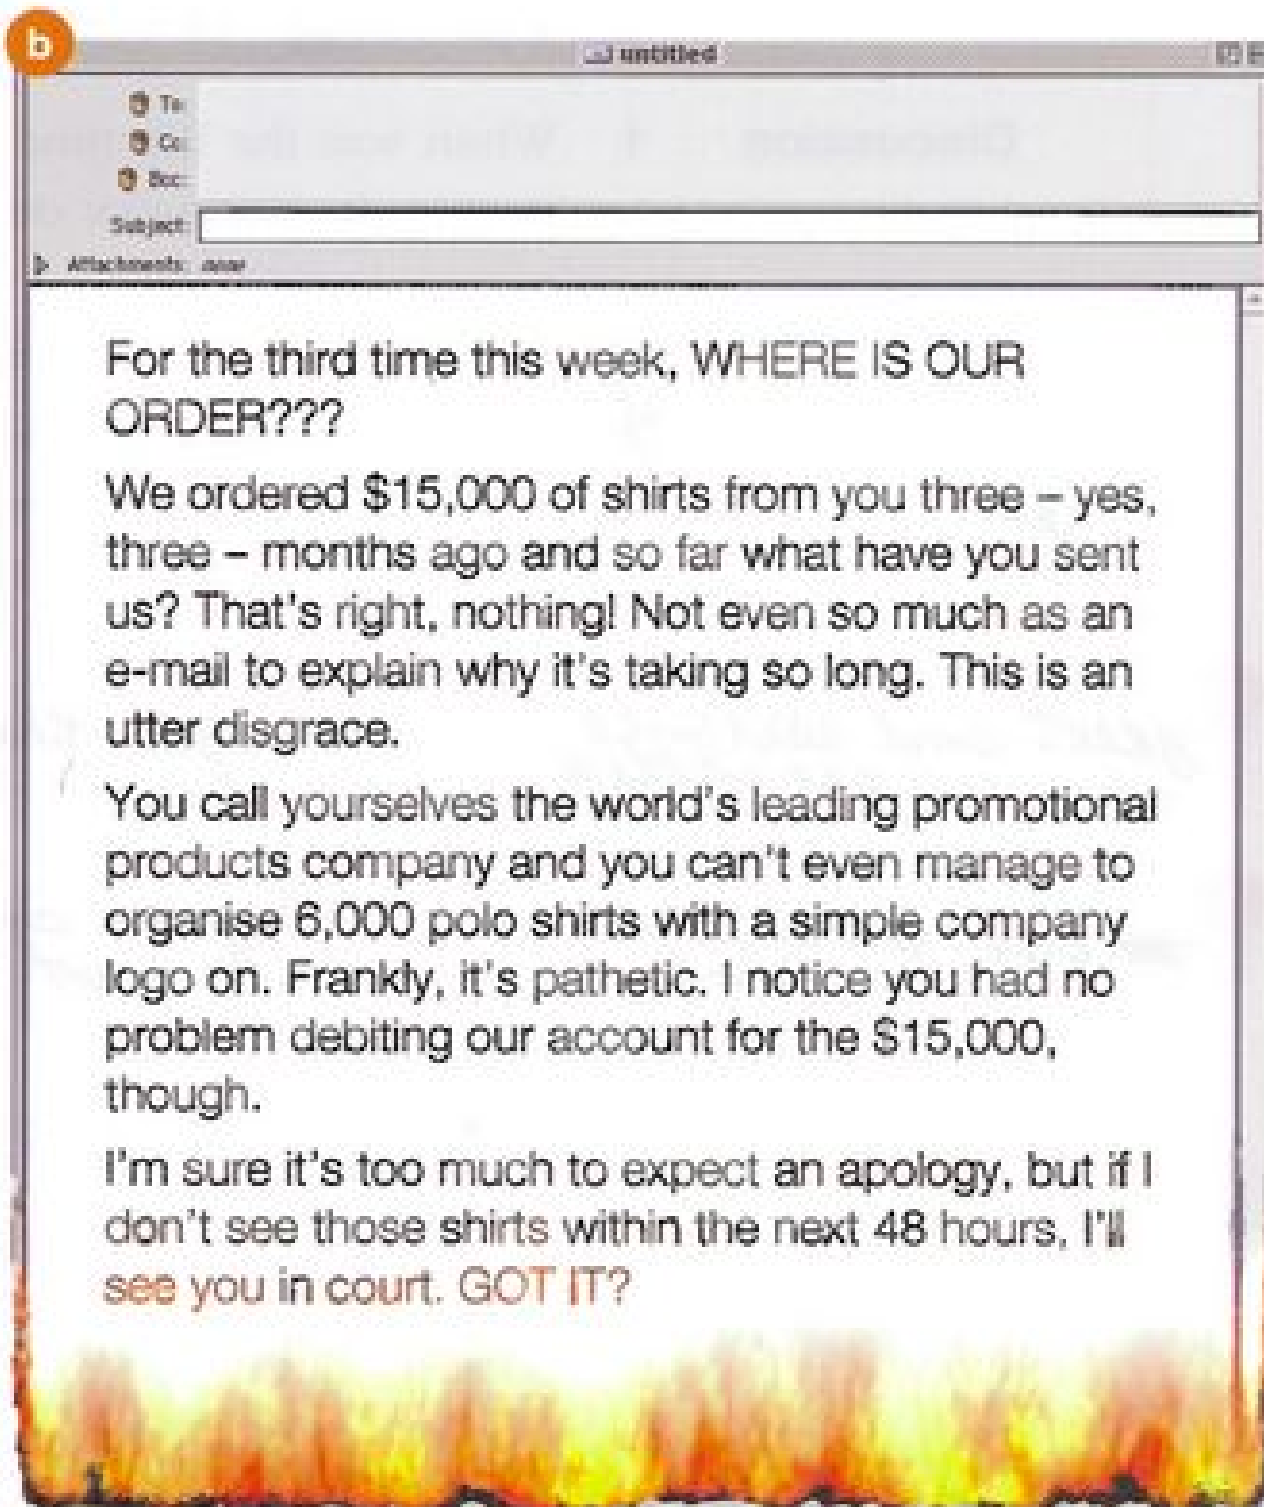 b
untitled
To:
Cc:
Bcc:
Subject:
Attachments: none
For the third time this week, WHERE IS OUR
ORDER???
We ordered $15,000 of shirts from you three – yes,
three – months ago and so far what have you sent
us? That's right, nothing! Not even so much as an
e-mail to explain why it's taking so long. This is an
utter disgrace.
You call yourselves the world's leading promotional
products company and you can't even manage to
organise 6,000 polo shirts with a simple company
logo on. Frankly, it's pathetic. I notice you had no
problem debiting our account for the $15,000,
though.
I'm sure it's too much to expect an apology, but if I
don't see those shirts within the next 48 hours, I'll
see you in court. GOT IT?